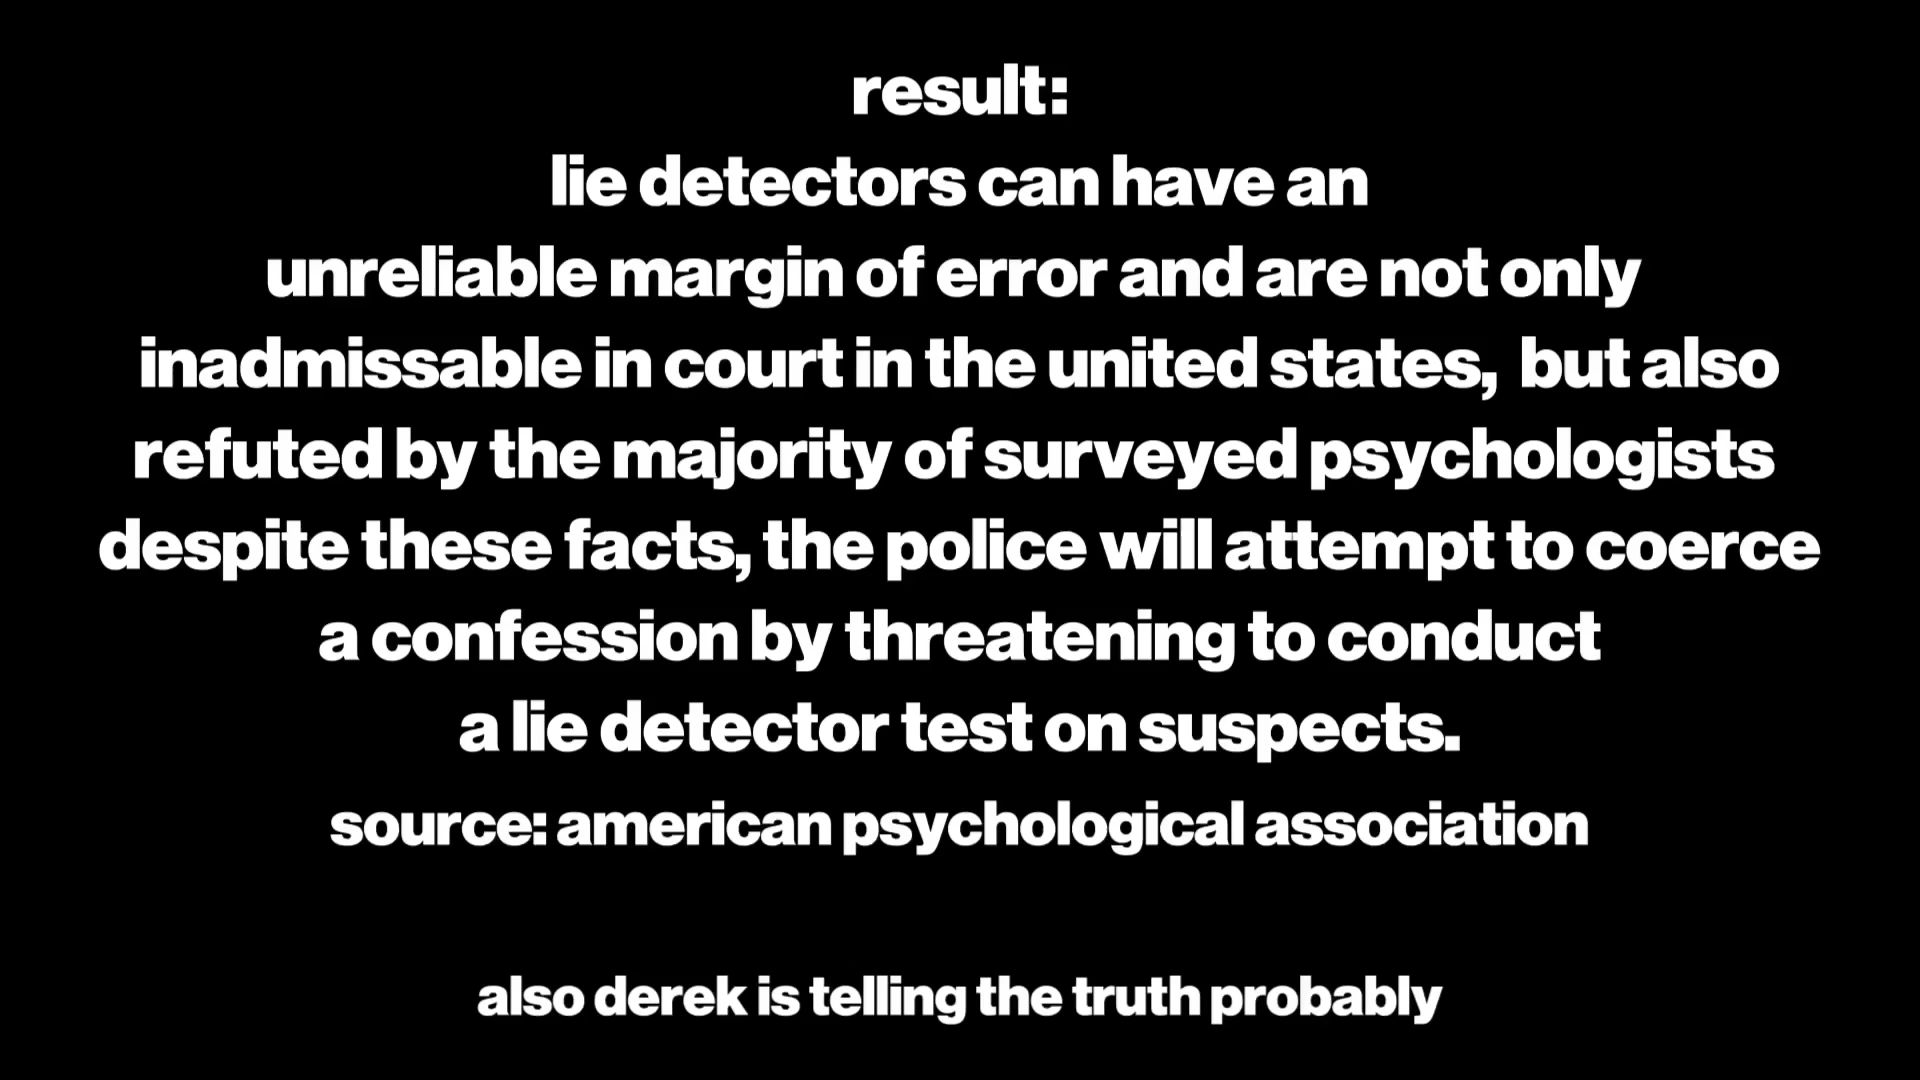 result:
lie detectors can have an
unreliable margin of error and are not only
inadmissable in court in the united states, but also
refuted by the majority of surveyed psychologists
despite these facts, the police will attempt to coerce
a confession by threatening to conduct
a lie detector test on suspects.
source: american psychological association
also derek is telling the truth probably